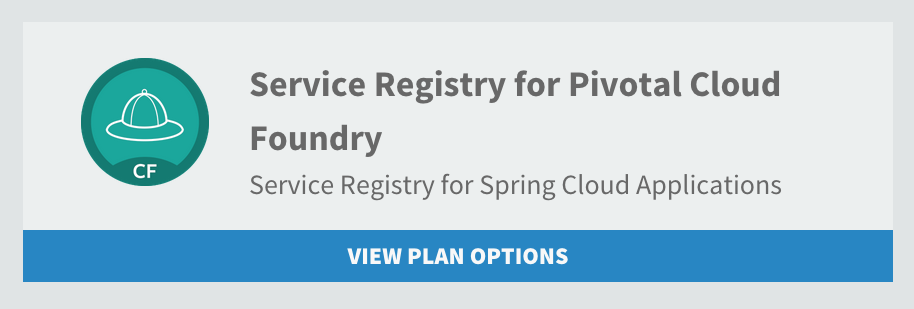 Service Registry for Pivotal Cloud
Foundry
Service Registry for Spring Cloud Applications
CF
VIEW PLAN OPTIONS